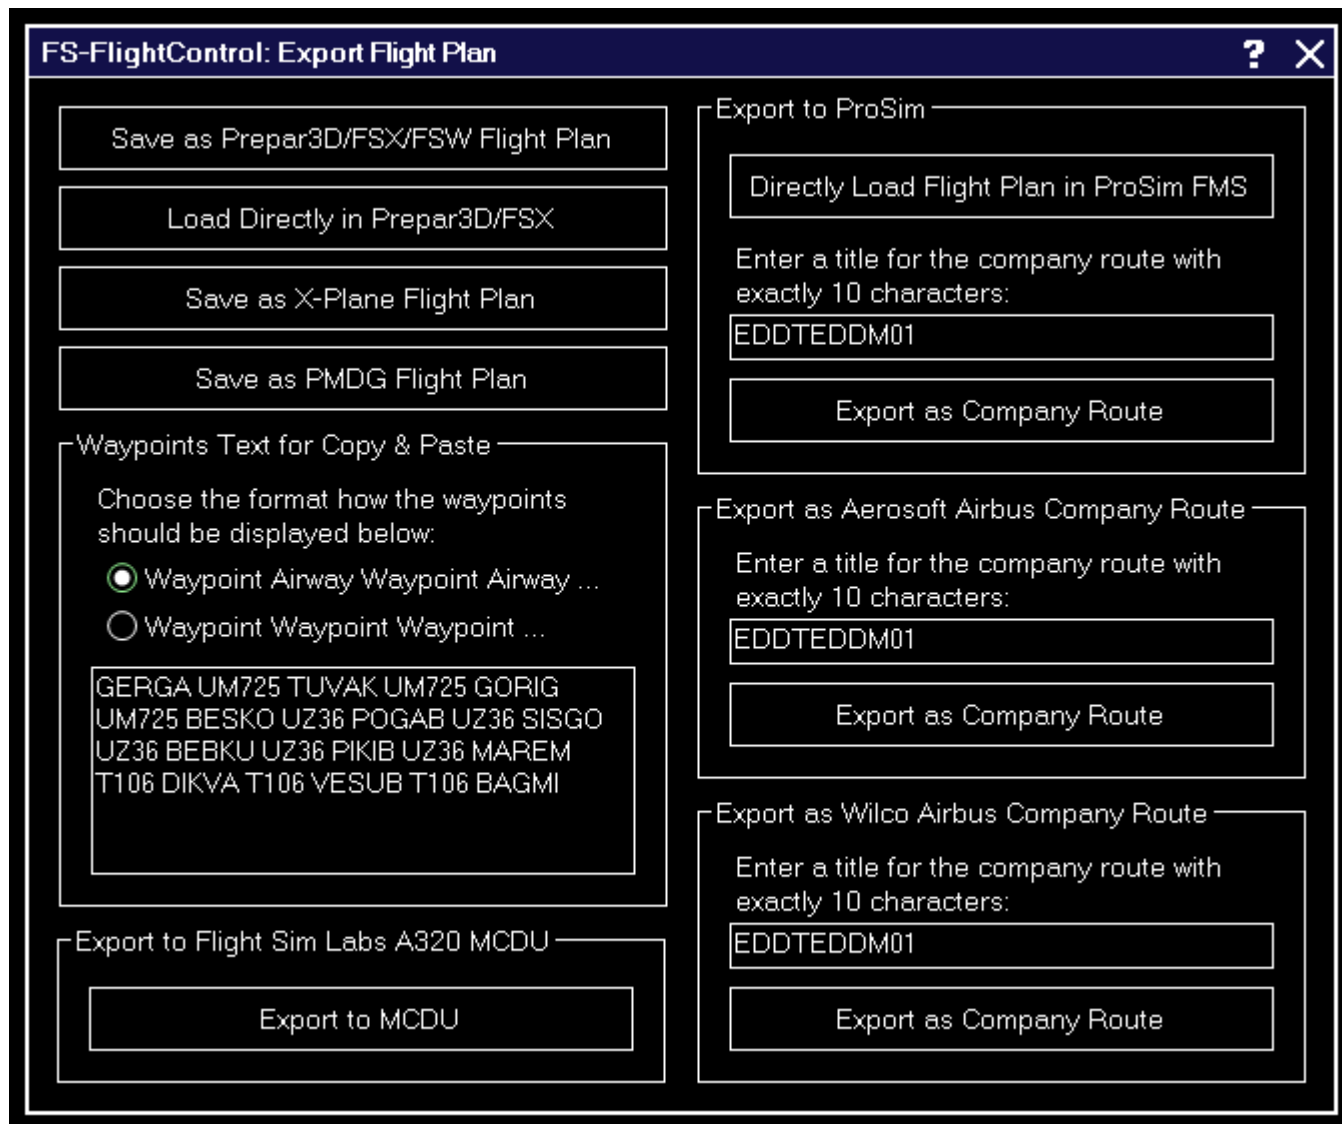 FS-FlightControl: Export Flight Plan
?
Save as Prepar3D/FSX/FSW Flight Plan
Load Directly in Prepar3D/FSX
Save as X-Plane Flight Plan
Save as PMDG Flight Plan
Waypoints Text for Copy & Paste
Choose the format how the waypoints
should be displayed below:
Waypoint Airway Waypoint Airway ...
Waypoint Waypoint Waypoint ...
GERGA UM725 TUVAK UM725 GORIG
UM725 BESKO UZ36 POGAB UZ36 SISGO
UZ36 BEBKU UZ36 PIKIB UZ36 MAREM
T106 DIKVA T106 VESUB T106 BAGMI
Export to Flight Sim Labs A320 MCDU
Export to MCDU
Export to ProSim
Directly Load Flight Plan in ProSim FMS
Enter a title for the company route with
exactly 10 characters:
EDDTEDDM01
Export as Company Route
Export as Aerosoft Airbus Company Route
Enter a title for the company route with
exactly 10 characters:
EDDTEDDM01
Export as Company Route
Export as Wilco Airbus Company Route
Enter a title for the company route with
exactly 10 characters:
EDDTEDDM01
Export as Company Route